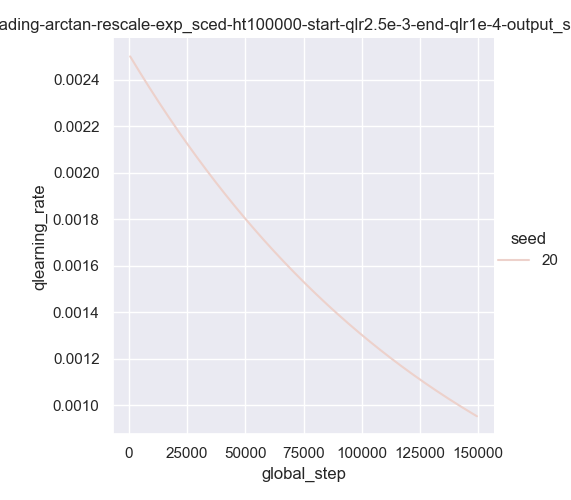 ading-arctan-rescale-exp_sced-ht100000-start-qlr2.5e-3-end-qlr1e-4-output_s
0.0024
0.0022
0.0020
0.0018
0.0016
0.0014
0.0012
0.0010
qlearning_rate
0 25000 50000 75000 100000 125000 150000
global_step
seed
20